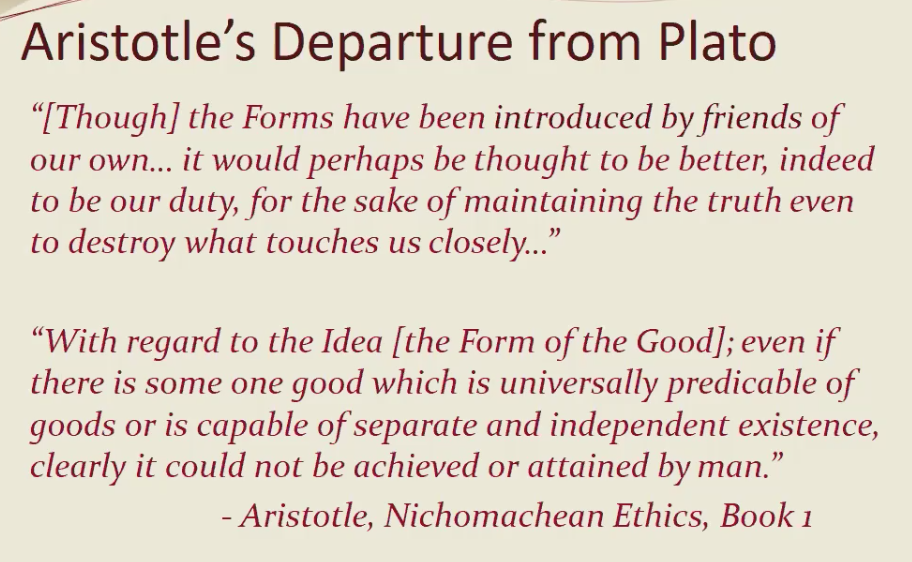 Aristotle’s Departure from Plato
“[Though] the Forms have been introduced by friends of
our own... it would perhaps be thought to be better, indeed
to be our duty, for the sake of maintaining the truth even
to destroy what touches us closely...”
“With regard to the Idea [the Form of the Good]; even if
there is some one good which is universally predicable of
goods or is capable of separate and independent existence,
clearly it could not be achieved or attained by man.”
- Aristotle, Nichomachean Ethics, Book 1